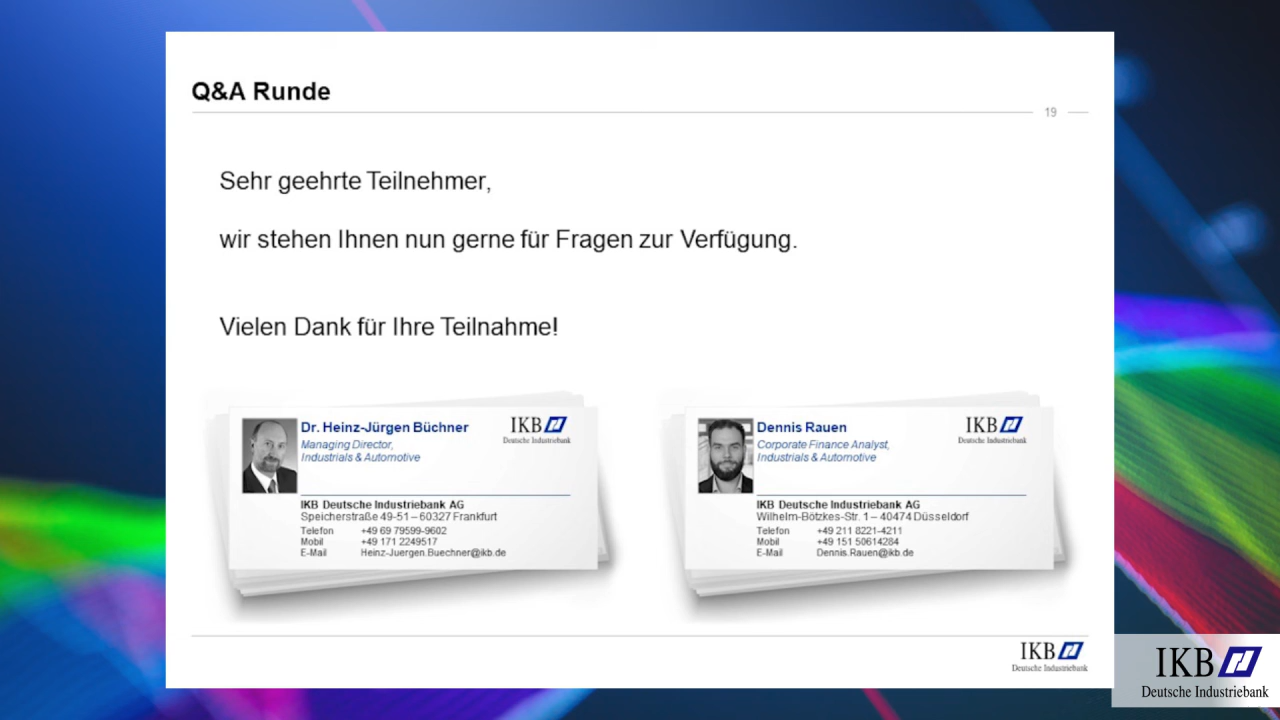 Q&A Runde
19
Sehr geehrte Teilnehmer,
wir stehen Ihnen nun gerne für Fragen zur Verfügung.
Vielen Dank für Ihre Teilnahme!
Dr. Heinz-Jürgen Büchner
Managing Director,
Industrials & Automotive
IKB
Deutsche Industriebank
IKB Deutsche Industriebank AG
Speicherstraße 49-51 – 60327 Frankfurt
Telefon +49 69 79599-9602
Mobil +49 171 2249517
E-Mail Heinz-Juergen.Buechner@ikb.de
Dennis Rauen
Corporate Finance Analyst,
Industrials & Automotive
IKB
Deutsche Industriebank
IKB Deutsche Industriebank AG
Wilhelm-Bötzkes-Str. 1 – 40474 Düsseldorf
Telefon +49 211 8221-4211
Mobil +49 151 50614284
E-Mail Dennis.Rauen@ikb.de
IKB
Deutsche Industriebank
IKB
Deutsche Industriebank